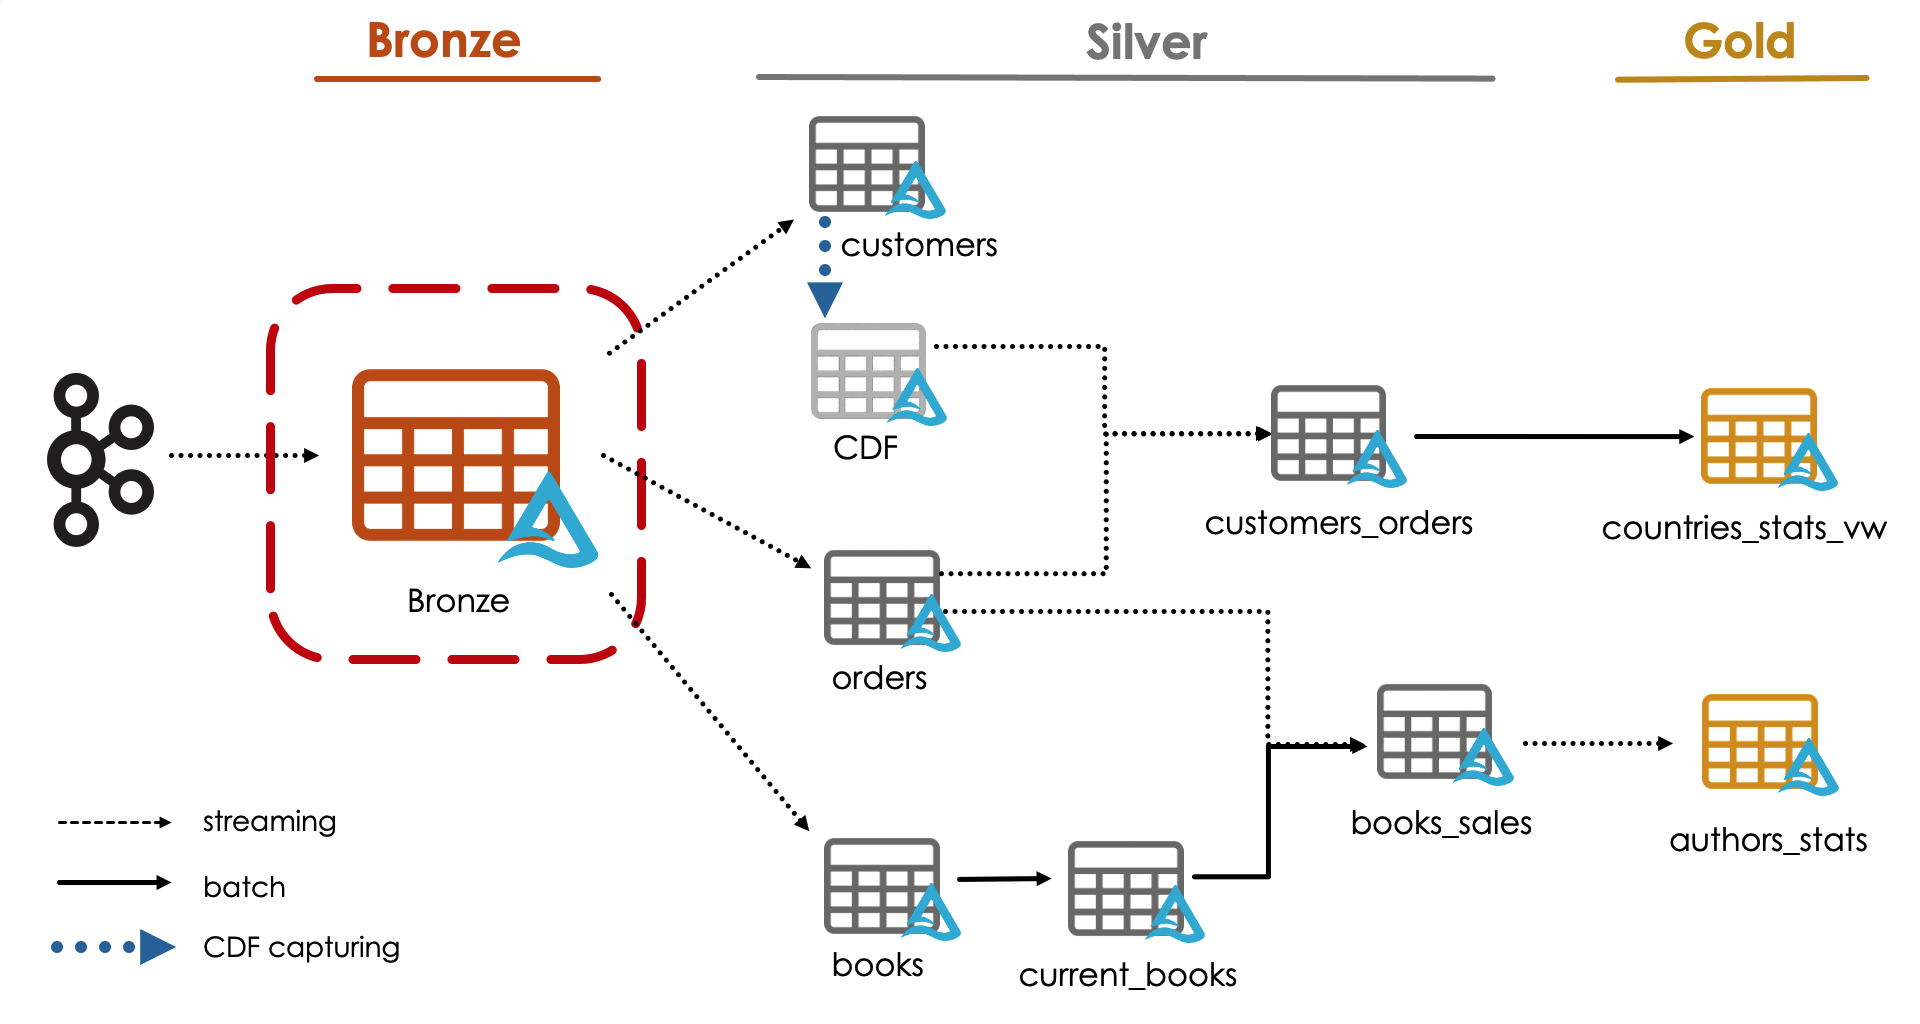 Bronze
Silver
Gold
customers
CDF
customers_orders
countries_stats_vw
Bronze
orders
books_sales
authors_stats
books
current_books
streaming
batch
CDF capturing